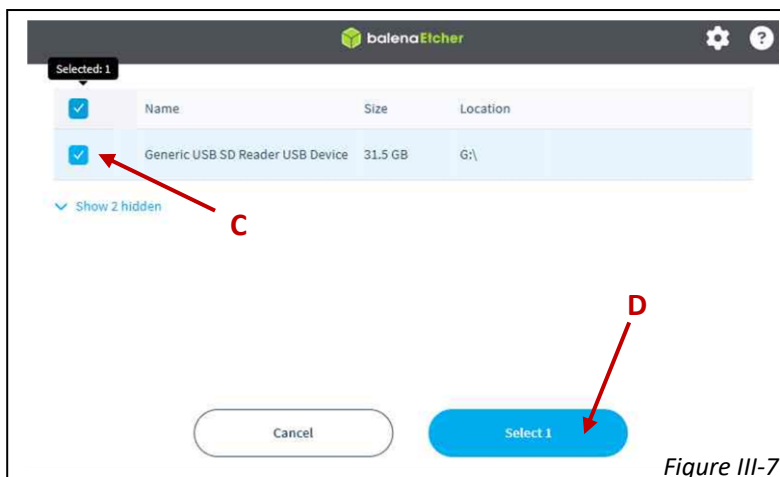 balenaEtcher
?
Selected: 1
Name Size Location
Generic USB SD Reader USB Device 31.5 GB G:\
Show 2 hidden
C
D
Cancel Select 1
Figure III-7